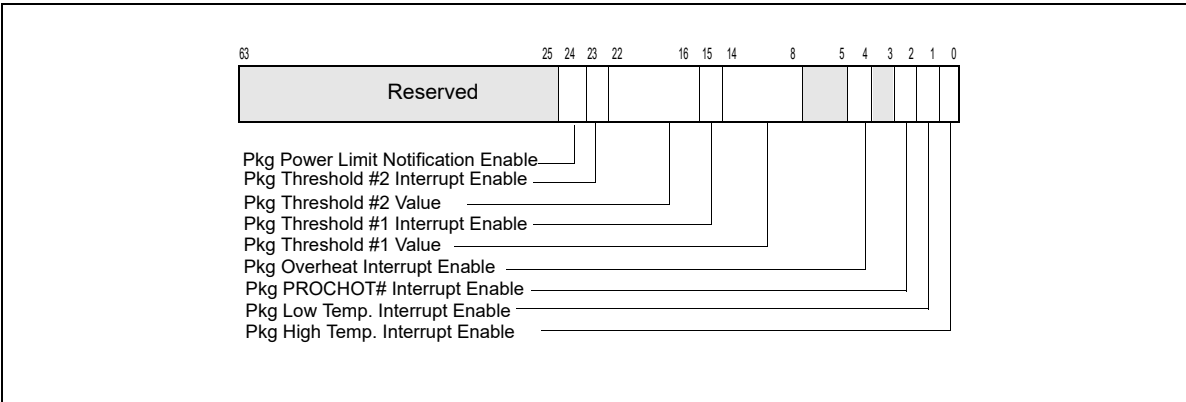 63 25 24 23 22 16 15 14 8 5 4 3 2 1 0
Reserved
Pkg Power Limit Notification Enable
Pkg Threshold #2 Interrupt Enable
Pkg Threshold #2 Value
Pkg Threshold #1 Interrupt Enable
Pkg Threshold #1 Value
Pkg Overheat Interrupt Enable
Pkg PROCHOT# Interrupt Enable
Pkg Low Temp. Interrupt Enable
Pkg High Temp. Interrupt Enable